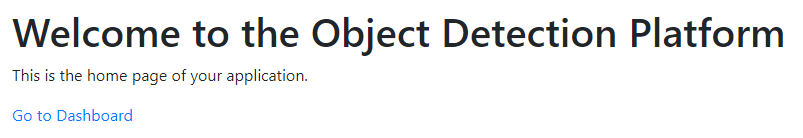 Welcome to the Object Detection Platform
This is the home page of your application.
Go to Dashboard